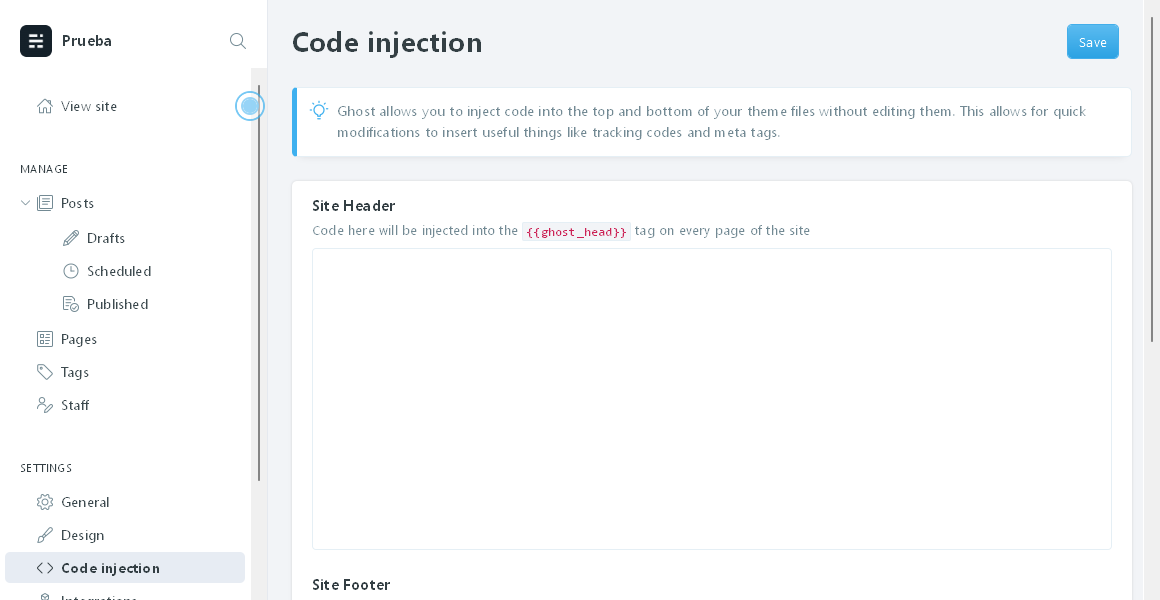 Prueba
View site
MANAGE
Posts
Drafts
Scheduled
Published
Pages
Tags
Staff
SETTINGS
General
Design
Code injection
Integrations
Code injection
Save
Ghost allows you to inject code into the top and bottom of your theme files without editing them. This allows for quick
modifications to insert useful things like tracking codes and meta tags.
Site Header
Code here will be injected into the {{ghost_head}} tag on every page of the site
Site Footer